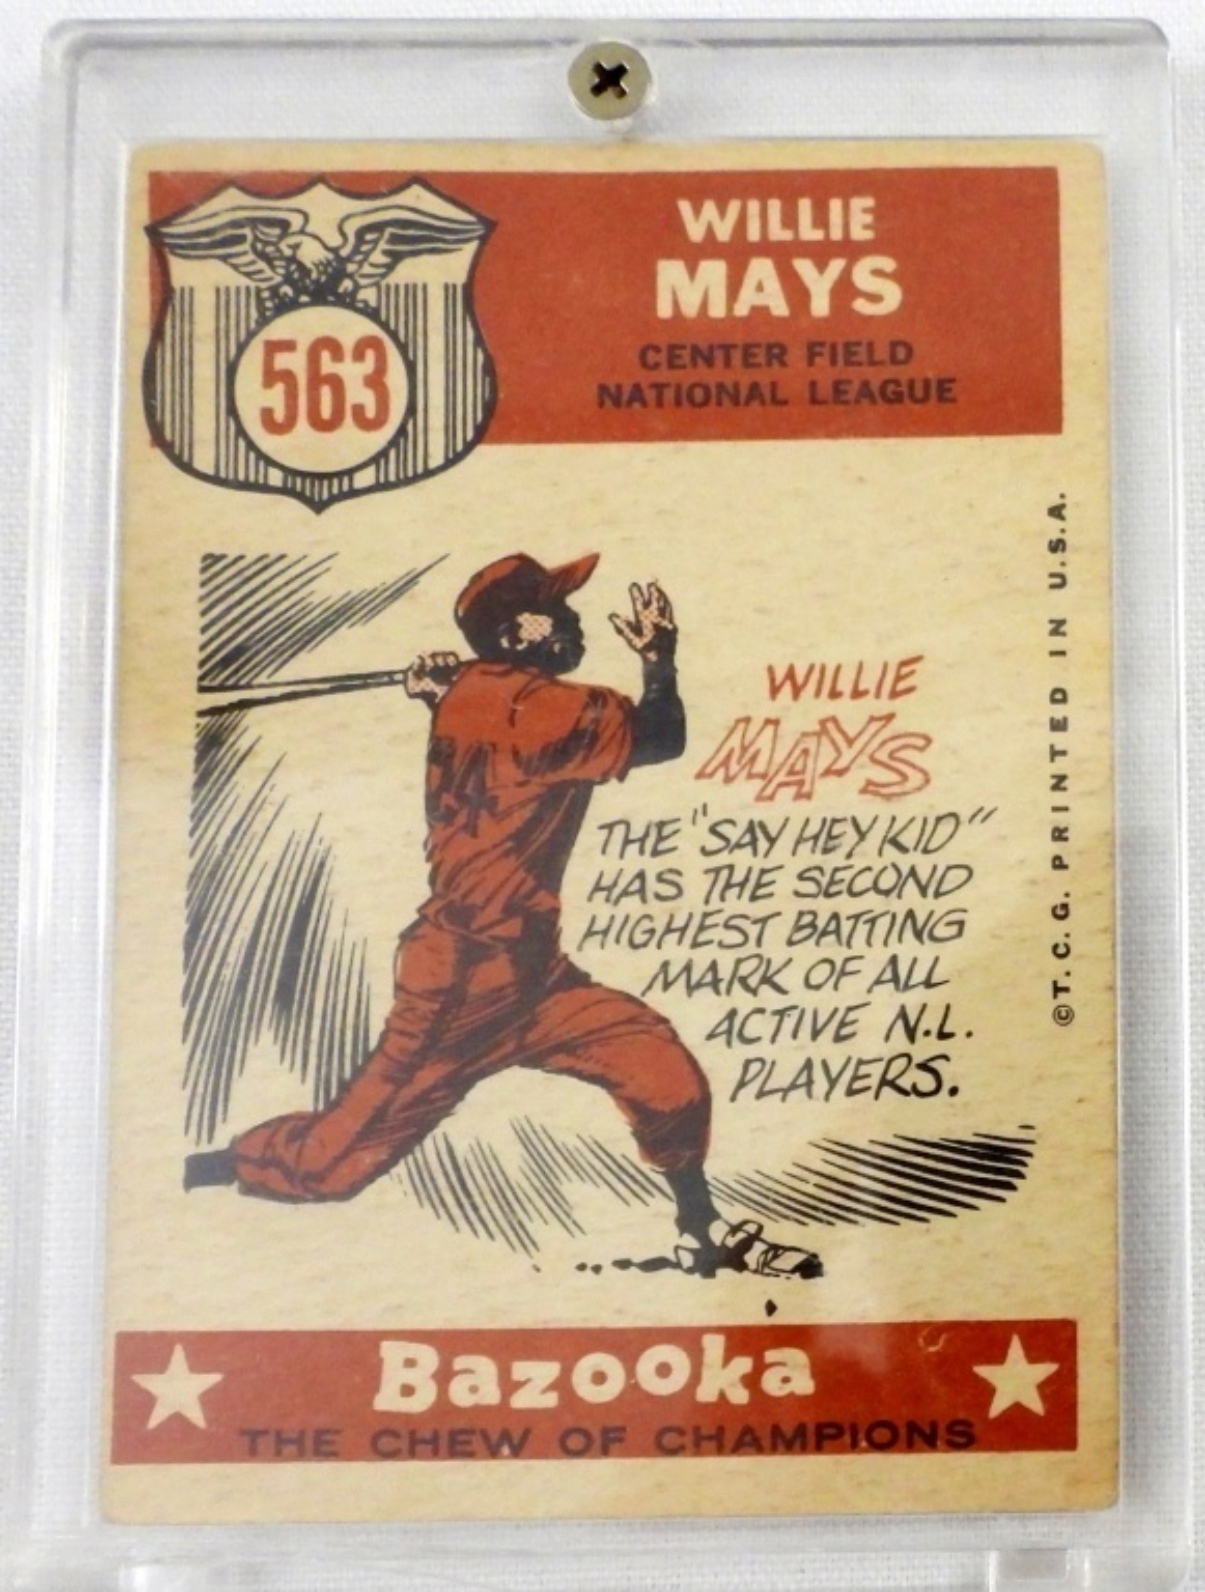 563
WILLIE
MAYS
CENTER FIELD
NATIONAL LEAGUE
24
WILLIE
MAYS
THE "SAY HEY KID"
HAS THE SECOND
HIGHEST BATTING
MARK OF ALL
ACTIVE N.L.
PLAYERS.
©T. C. G. PRINTED IN U.S.A.
Bazooka
THE CHEW OF CHAMPIONS